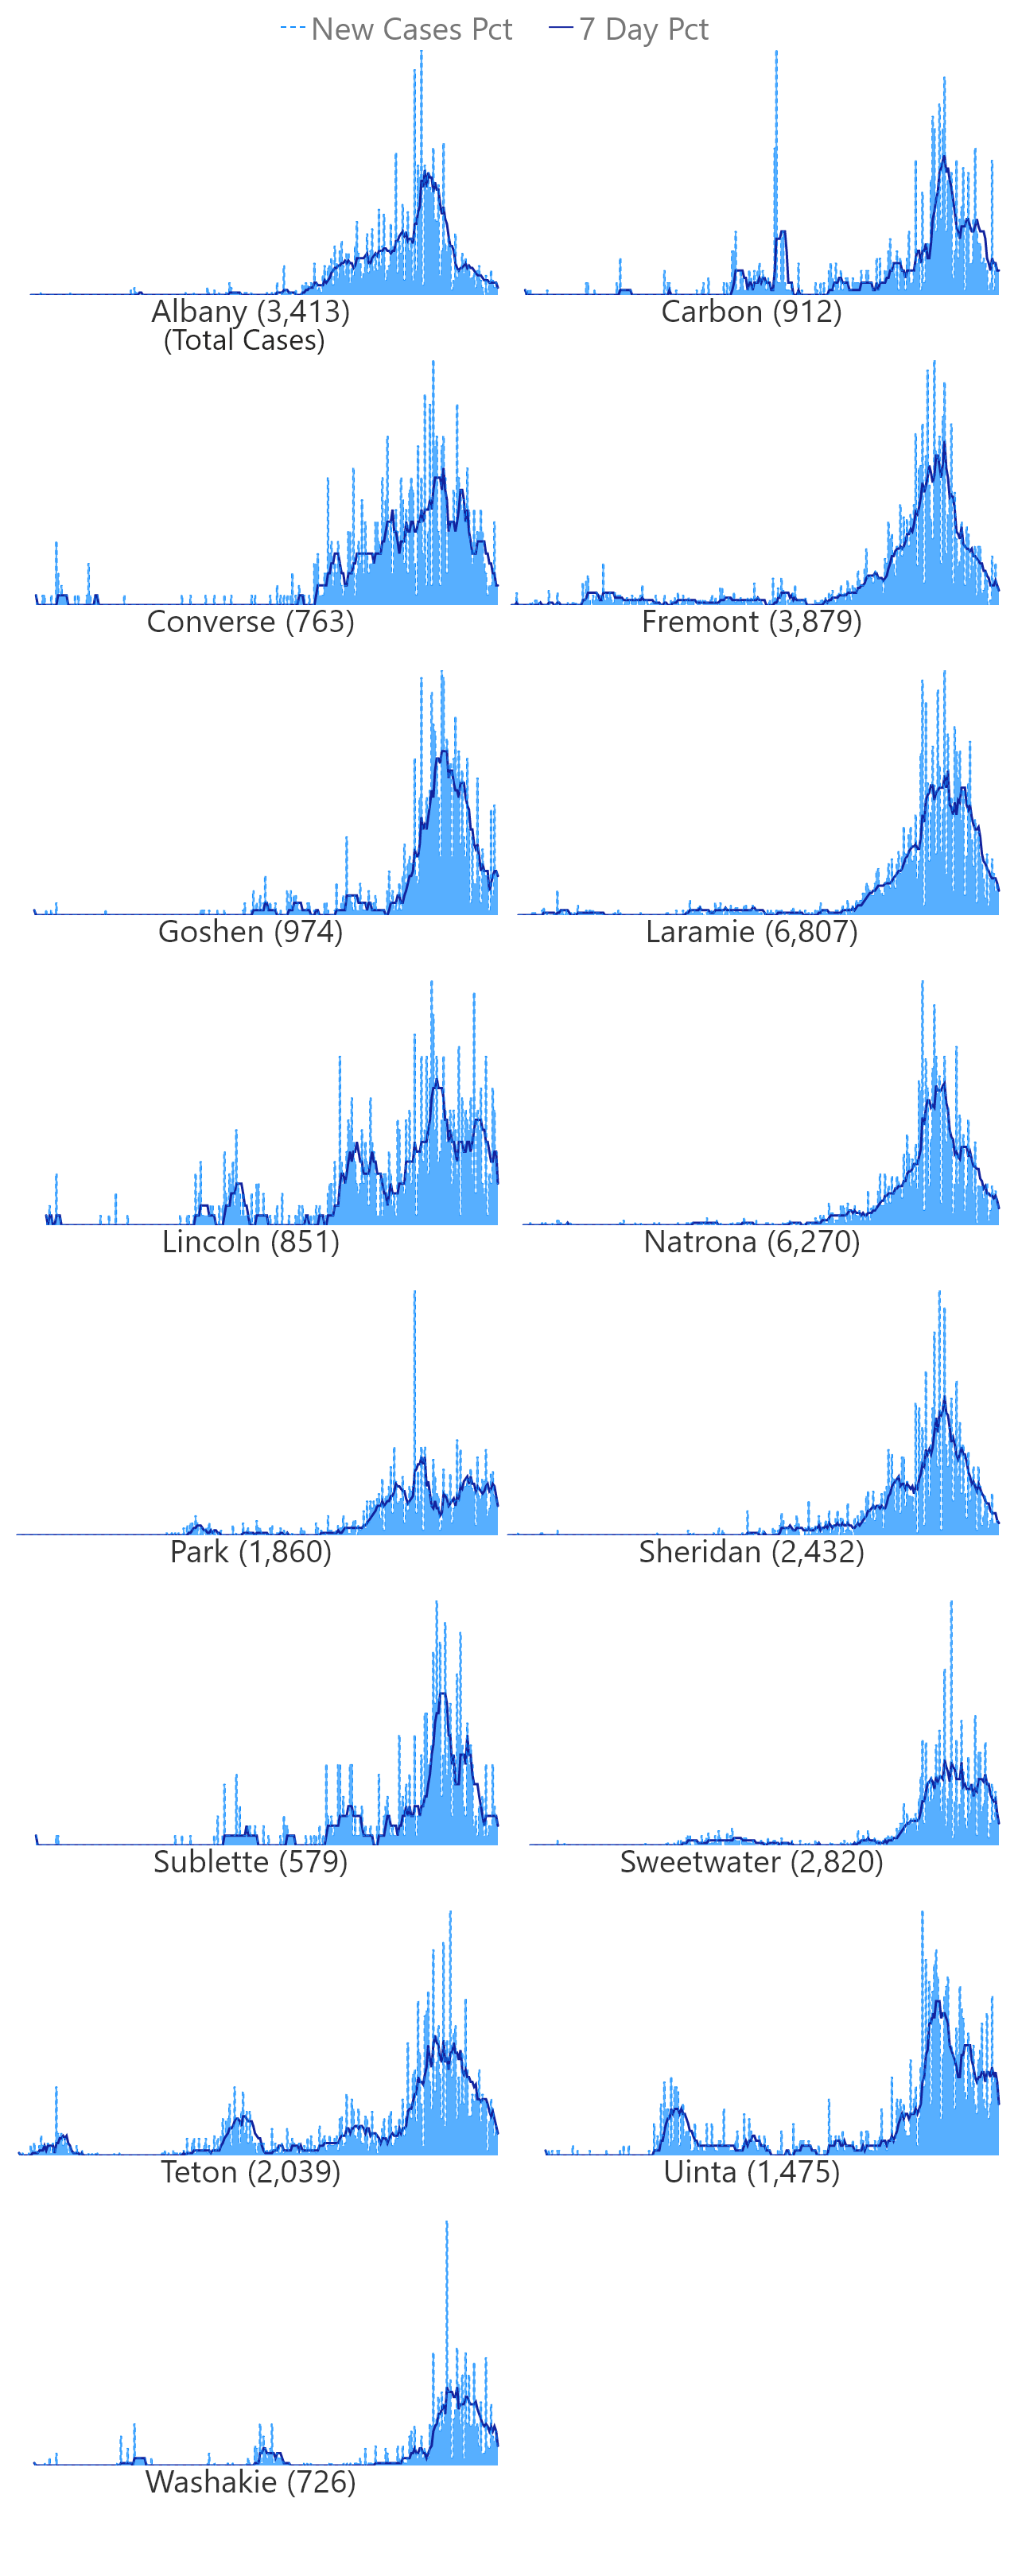 New Cases Pct 7 Day Pct
Albany (3,413)
(Total Cases)
Carbon (912)
Converse (763)
Fremont (3,879)
Goshen (974)
Laramie (6,807)
Lincoln (851)
Natrona (6,270)
Park (1,860)
Sheridan (2,432)
Sublette (579)
Sweetwater (2,820)
Teton (2,039)
Uinta (1,475)
Washakie (726)